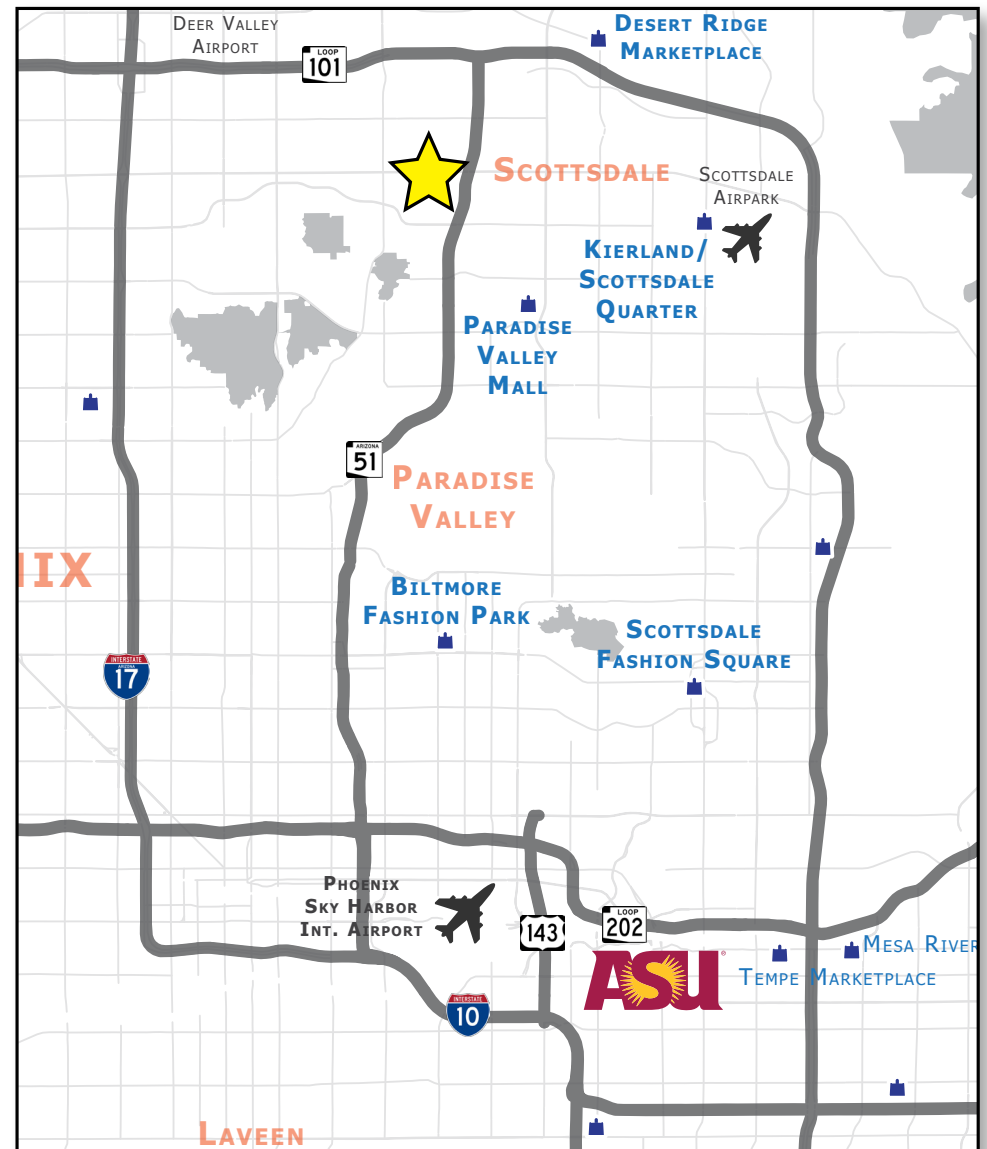 Deer Valley
Airport
Desert Ridge
Marketplace
LOOP
101
Scottsdale
Scottsdale
Airpark
Kierland/
Scottsdale
Quarter
Paradise
Valley
Mall
ARIZONA
51
Paradise
Valley
IX
Biltmore
Fashion Park
Scottsdale
Fashion Square
INTERSTATE
ARIZONA
17
Phoenix
Sky Harbor
Int. Airport
143
LOOP
202
ASU
®
Mesa River
Tempe Marketplace
INTERSTATE
10
Laveen